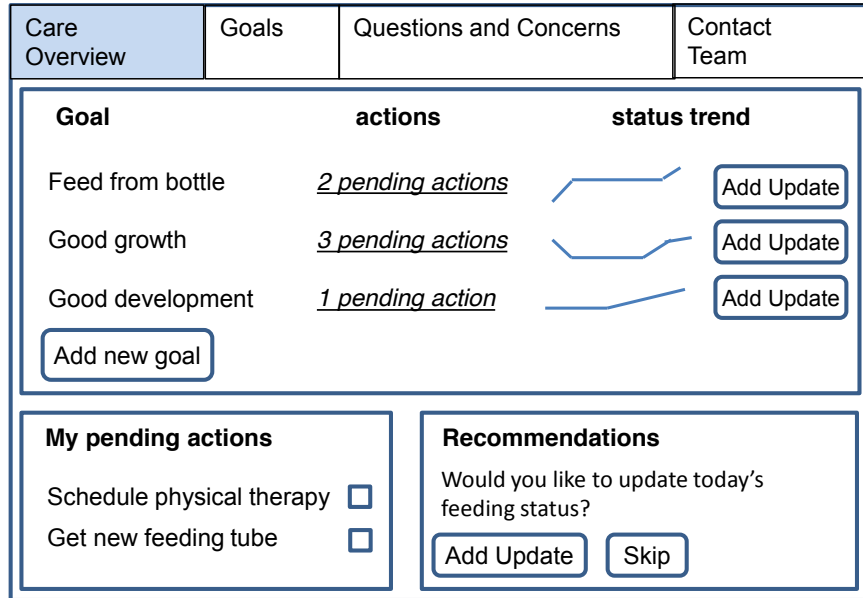 Care
Overview
Goals
Questions and Concerns
Contact
Team
Goal actions status trend
Feed from bottle 2 pending actions Add Update
Good growth 3 pending actions Add Update
Good development 1 pending action Add Update
Add new goal
My pending actions
Schedule physical therapy
Get new feeding tube
Recommendations
Would you like to update today's
feeding status?
Add Update Skip